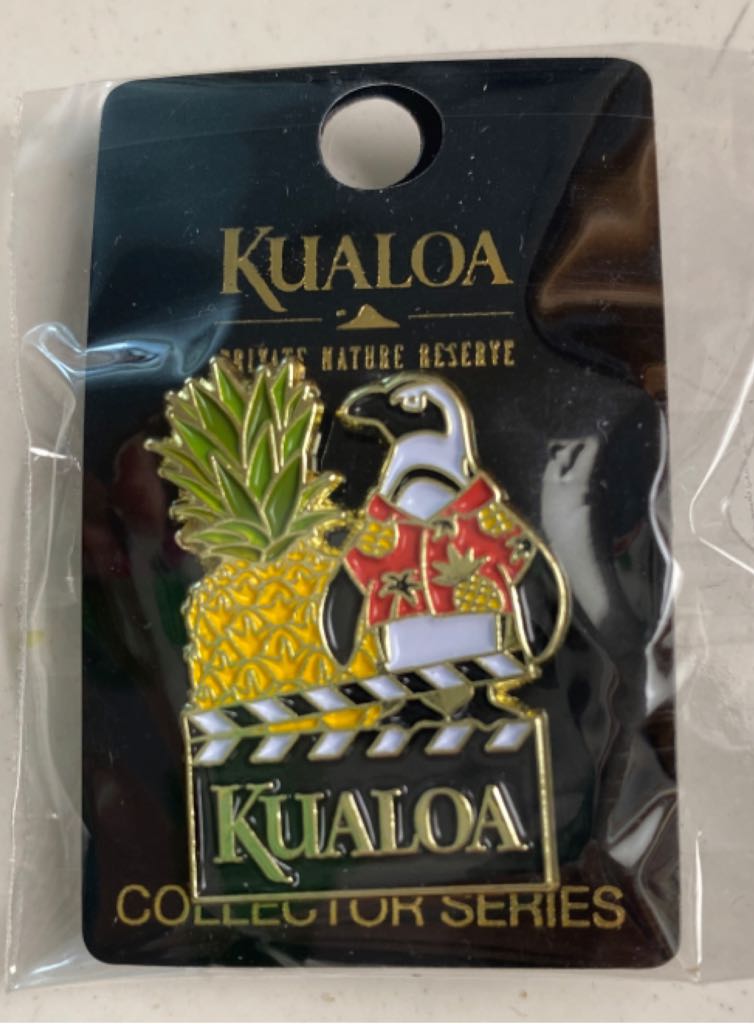 KUALOA
PRIVATE NATURE RESERVE
KUALOA
COLLECTOR SERIES